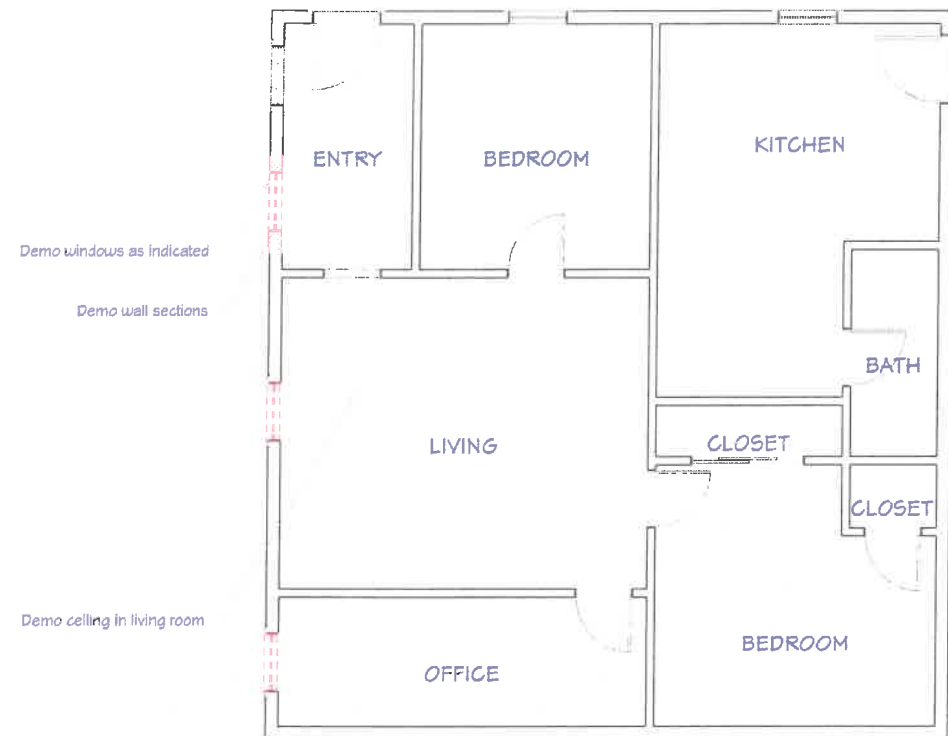 ENTRY
BEDROOM
KITCHEN
Demo windows as indicated
Demo wall sections
BATH
LIVING
CLOSET
CLOSET
Demo ceiling in living room
BEDROOM
OFFICE